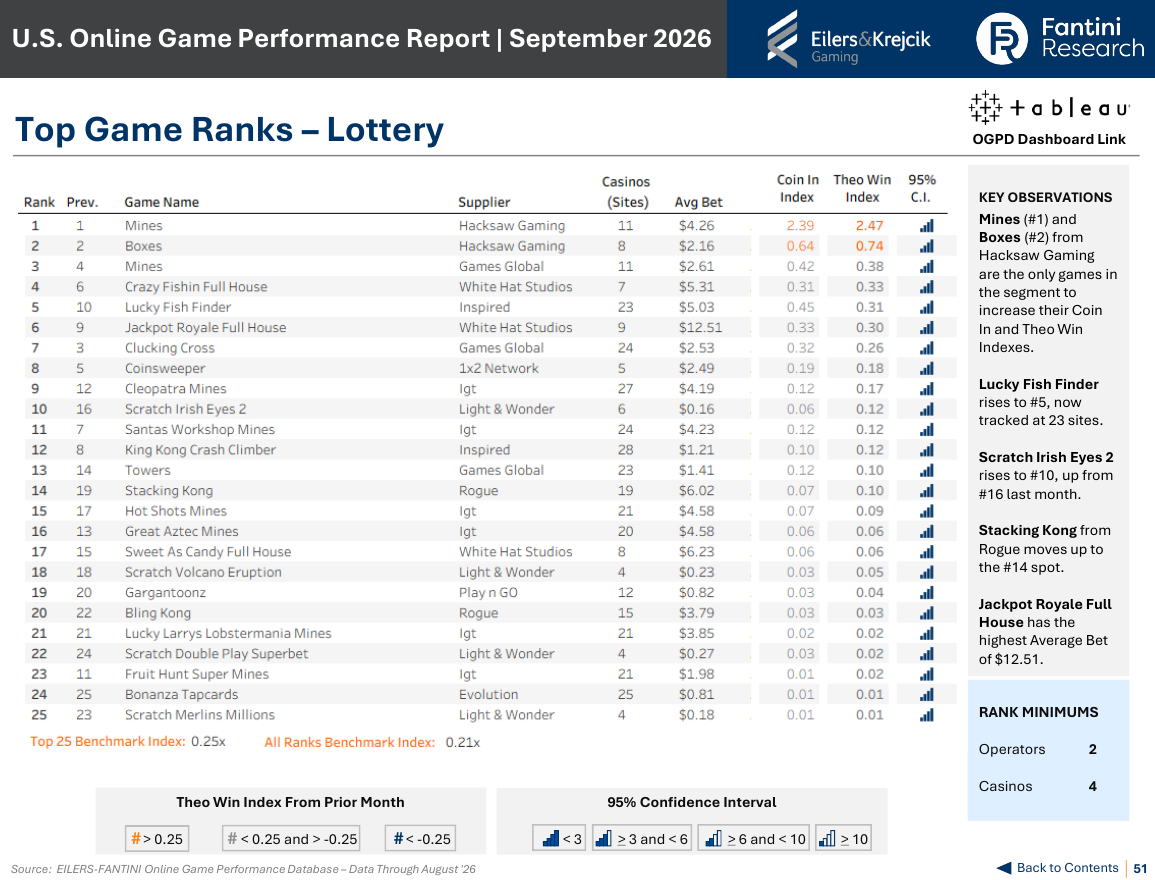 U.S. Online Game Performance Report | September 2026
Eilers&Krejcik
Gaming
Fantini
Research
Top Game Ranks – Lottery
+ a b l e a u
OGPD Dashboard Link
Rank Prev. Game Name Supplier Casinos (Sites) Avg Bet Coin In Index Theo Win Index 95% C.I.
1 1 Mines Hacksaw Gaming 11 $4.26 2.39 2.47
2 2 Boxes Hacksaw Gaming 8 $2.16 0.64 0.74
3 4 Mines Games Global 11 $2.61 0.42 0.38
4 6 Crazy Fishin Full House White Hat Studios 7 $5.31 0.31 0.33
5 10 Lucky Fish Finder Inspired 23 $5.03 0.45 0.31
6 9 Jackpot Royale Full House White Hat Studios 9 $12.51 0.33 0.30
7 3 Clucking Cross Games Global 24 $2.53 0.32 0.26
8 5 Coinsweeper 1x2 Network 5 $2.49 0.19 0.18
9 12 Cleopatra Mines Igt 27 $4.19 0.12 0.17
10 16 Scratch Irish Eyes 2 Light & Wonder 6 $0.16 0.06 0.12
11 7 Santas Workshop Mines Igt 24 $4.23 0.12 0.12
12 8 King Kong Crash Climber Inspired 28 $1.21 0.10 0.12
13 14 Towers Games Global 23 $1.41 0.12 0.10
14 19 Stacking Kong Rogue 19 $6.02 0.07 0.10
15 17 Hot Shots Mines Igt 21 $4.58 0.07 0.09
16 13 Great Aztec Mines Igt 20 $4.58 0.06 0.06
17 15 Sweet As Candy Full House White Hat Studios 8 $6.23 0.06 0.06
18 18 Scratch Volcano Eruption Light & Wonder 4 $0.23 0.03 0.05
19 20 Gargantoonz Play n GO 12 $0.82 0.03 0.04
20 22 Bling Kong Rogue 15 $3.79 0.03 0.03
21 21 Lucky Larrys Lobstermania Mines Igt 21 $3.85 0.02 0.02
22 24 Scratch Double Play Superbet Light & Wonder 4 $0.27 0.03 0.02
23 11 Fruit Hunt Super Mines Igt 21 $1.98 0.01 0.02
24 25 Bonanza Tapcards Evolution 25 $0.81 0.01 0.01
25 23 Scratch Merlins Millions Light & Wonder 4 $0.18 0.01 0.01
Top 25 Benchmark Index: 0.25x All Ranks Benchmark Index: 0.21x
KEY OBSERVATIONS
Mines (#1) and
Boxes (#2) from
Hacksaw Gaming
are the only games in
the segment to
increase their Coin
In and Theo Win
Indexes.
Lucky Fish Finder
rises to #5, now
tracked at 23 sites.
Scratch Irish Eyes 2
rises to #10, up from
#16 last month.
Stacking Kong from
Rogue moves up to
the #14 spot.
Jackpot Royale Full
House has the
highest Average Bet
of $12.51.
RANK MINIMUMS
Operators 2
Casinos 4
Theo Win Index From Prior Month
# > 0.25 # < 0.25 and > -0.25 # < -0.25
95% Confidence Interval
< 3 ≥ 3 and < 6 ≥ 6 and < 10 ≥ 10
Source: EILERS-FANTINI Online Game Performance Database – Data Through August '26
Back to Contents 51